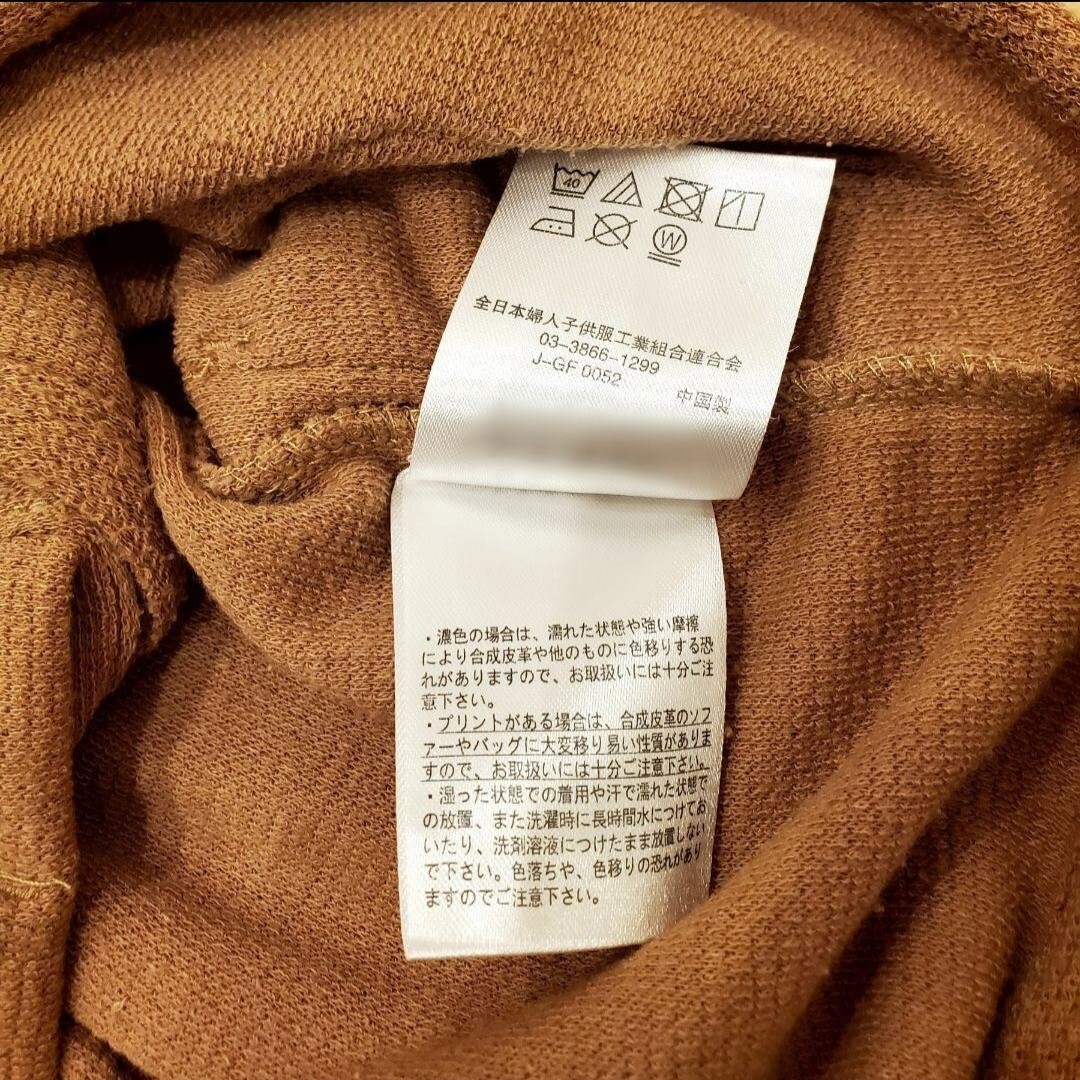 40
W
全日本婦人子供服工業組合連合会
03-3866-1299
J-GF 0052
中国製
・濃色の場合は、濡れた状態や強い摩擦
により合成皮革や他のものに色移りする恐
れがありますので、お取扱いには十分ご注
意下さい。
・プリントがある場合は、合成皮革のソフ
ァーやバッグに大変移り易い性質がありま
すので、お取扱いには十分ご注意下さい。
・湿った状態での着用や汗で濡れた状態で
の放置、また洗濯時に長時間水につけてお
いたり、洗剤溶液につけたまま放置しない
で下さい。色落ちや、色移りの恐れがあり
ますのでご注意下さい。